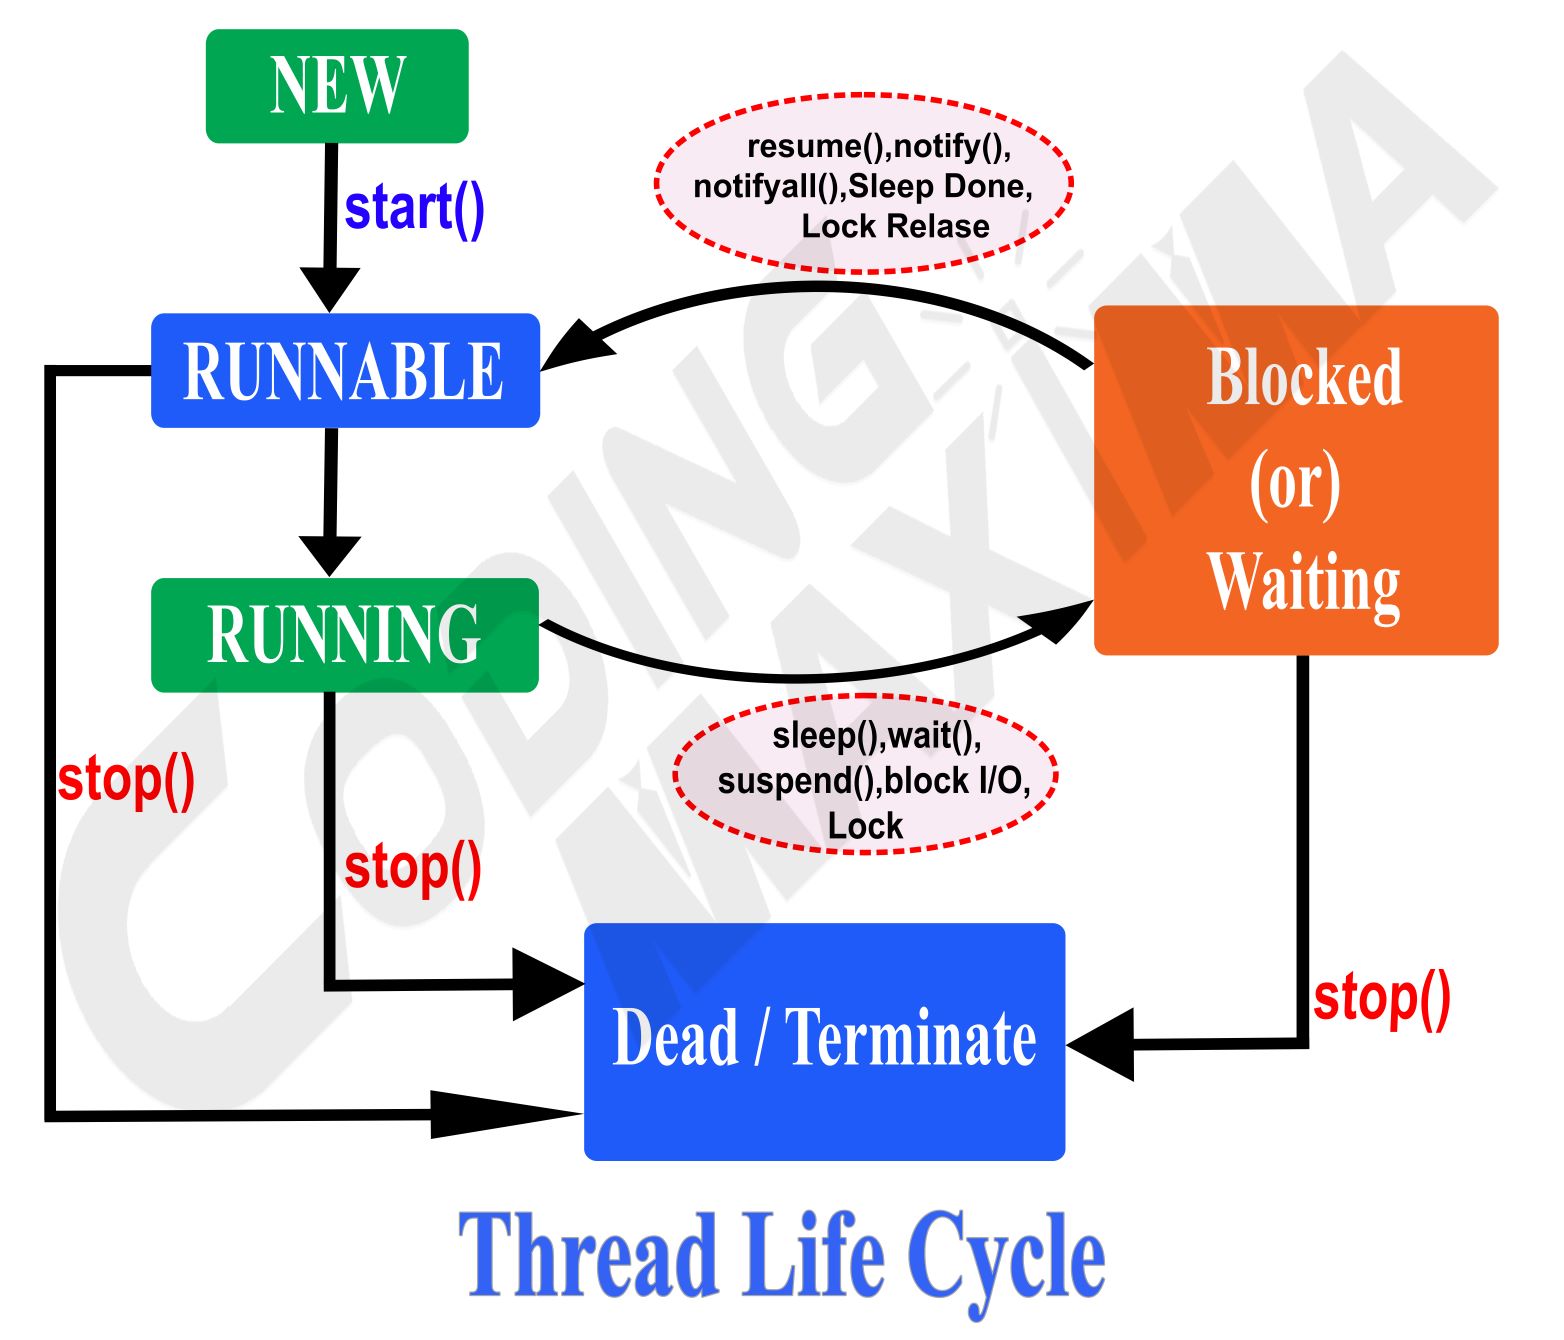 NEW
start()
resume(),notify(),
notifyall(),Sleep Done,
Lock Relase
RUNNABLE
Blocked
(or)
Waiting
RUNNING
sleep(),wait(),
suspend(),block I/O,
Lock
stop()
stop()
stop()
Dead / Terminate
Thread Life Cycle
CODING
MAXIMA